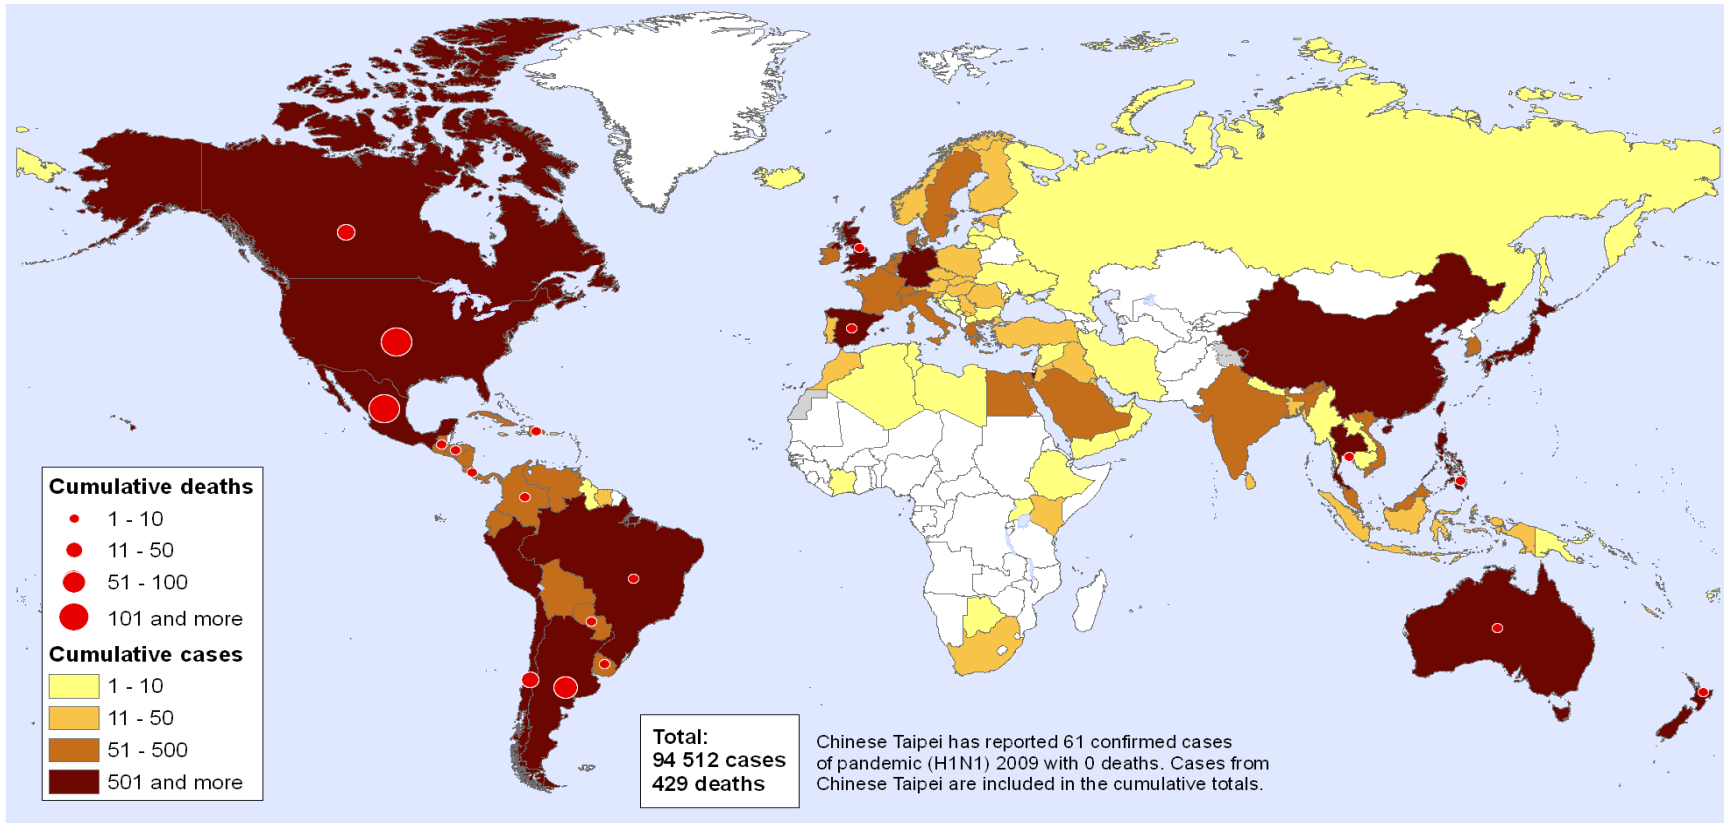 Cumulative deaths
1 - 10
11 - 50
51 - 100
101 and more
Cumulative cases
1 - 10
11 - 50
51 - 500
501 and more
Total:
94 512 cases
429 deaths
Chinese Taipei has reported 61 confirmed cases
of pandemic (H1N1) 2009 with 0 deaths. Cases from
Chinese Taipei are included in the cumulative totals.